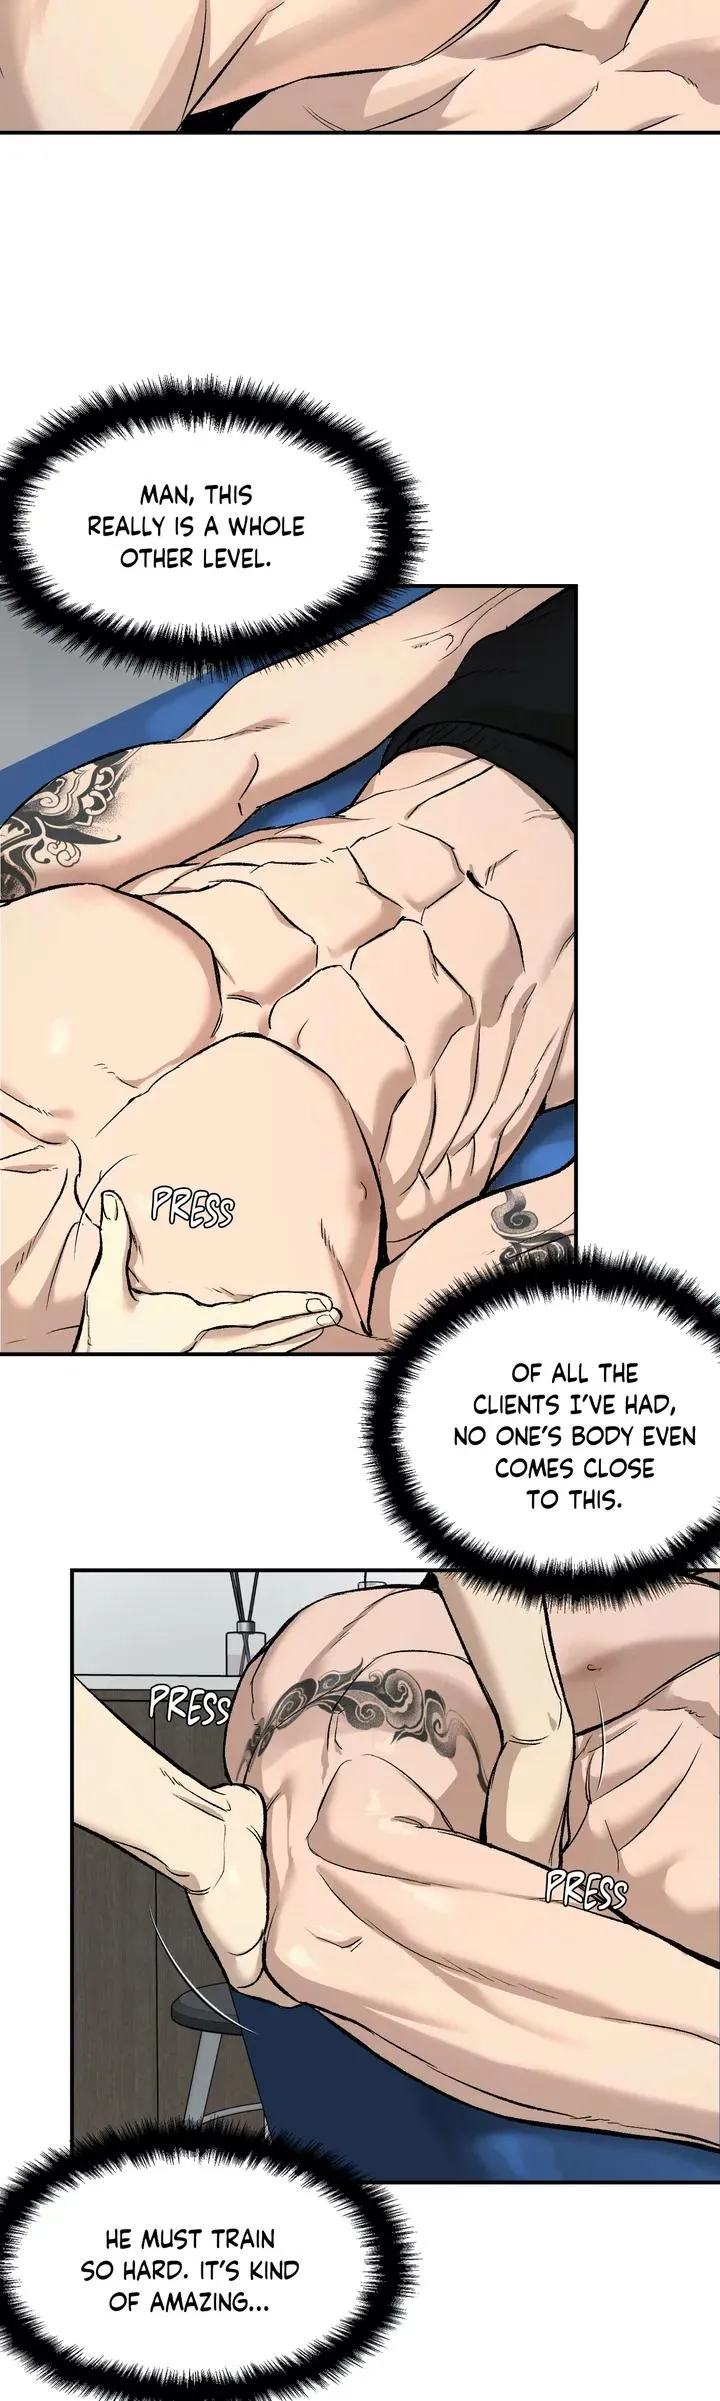 MAN, THIS
REALLY IS A WHOLE
OTHER LEVEL.
PRESS
OF ALL THE
CLIENTS I'VE HAD,
NO ONE'S BODY EVEN
COMES CLOSE
TO THIS.
PRESS
PRESS
HE MUST TRAIN
SO HARD. IT'S KIND
OF AMAZING...